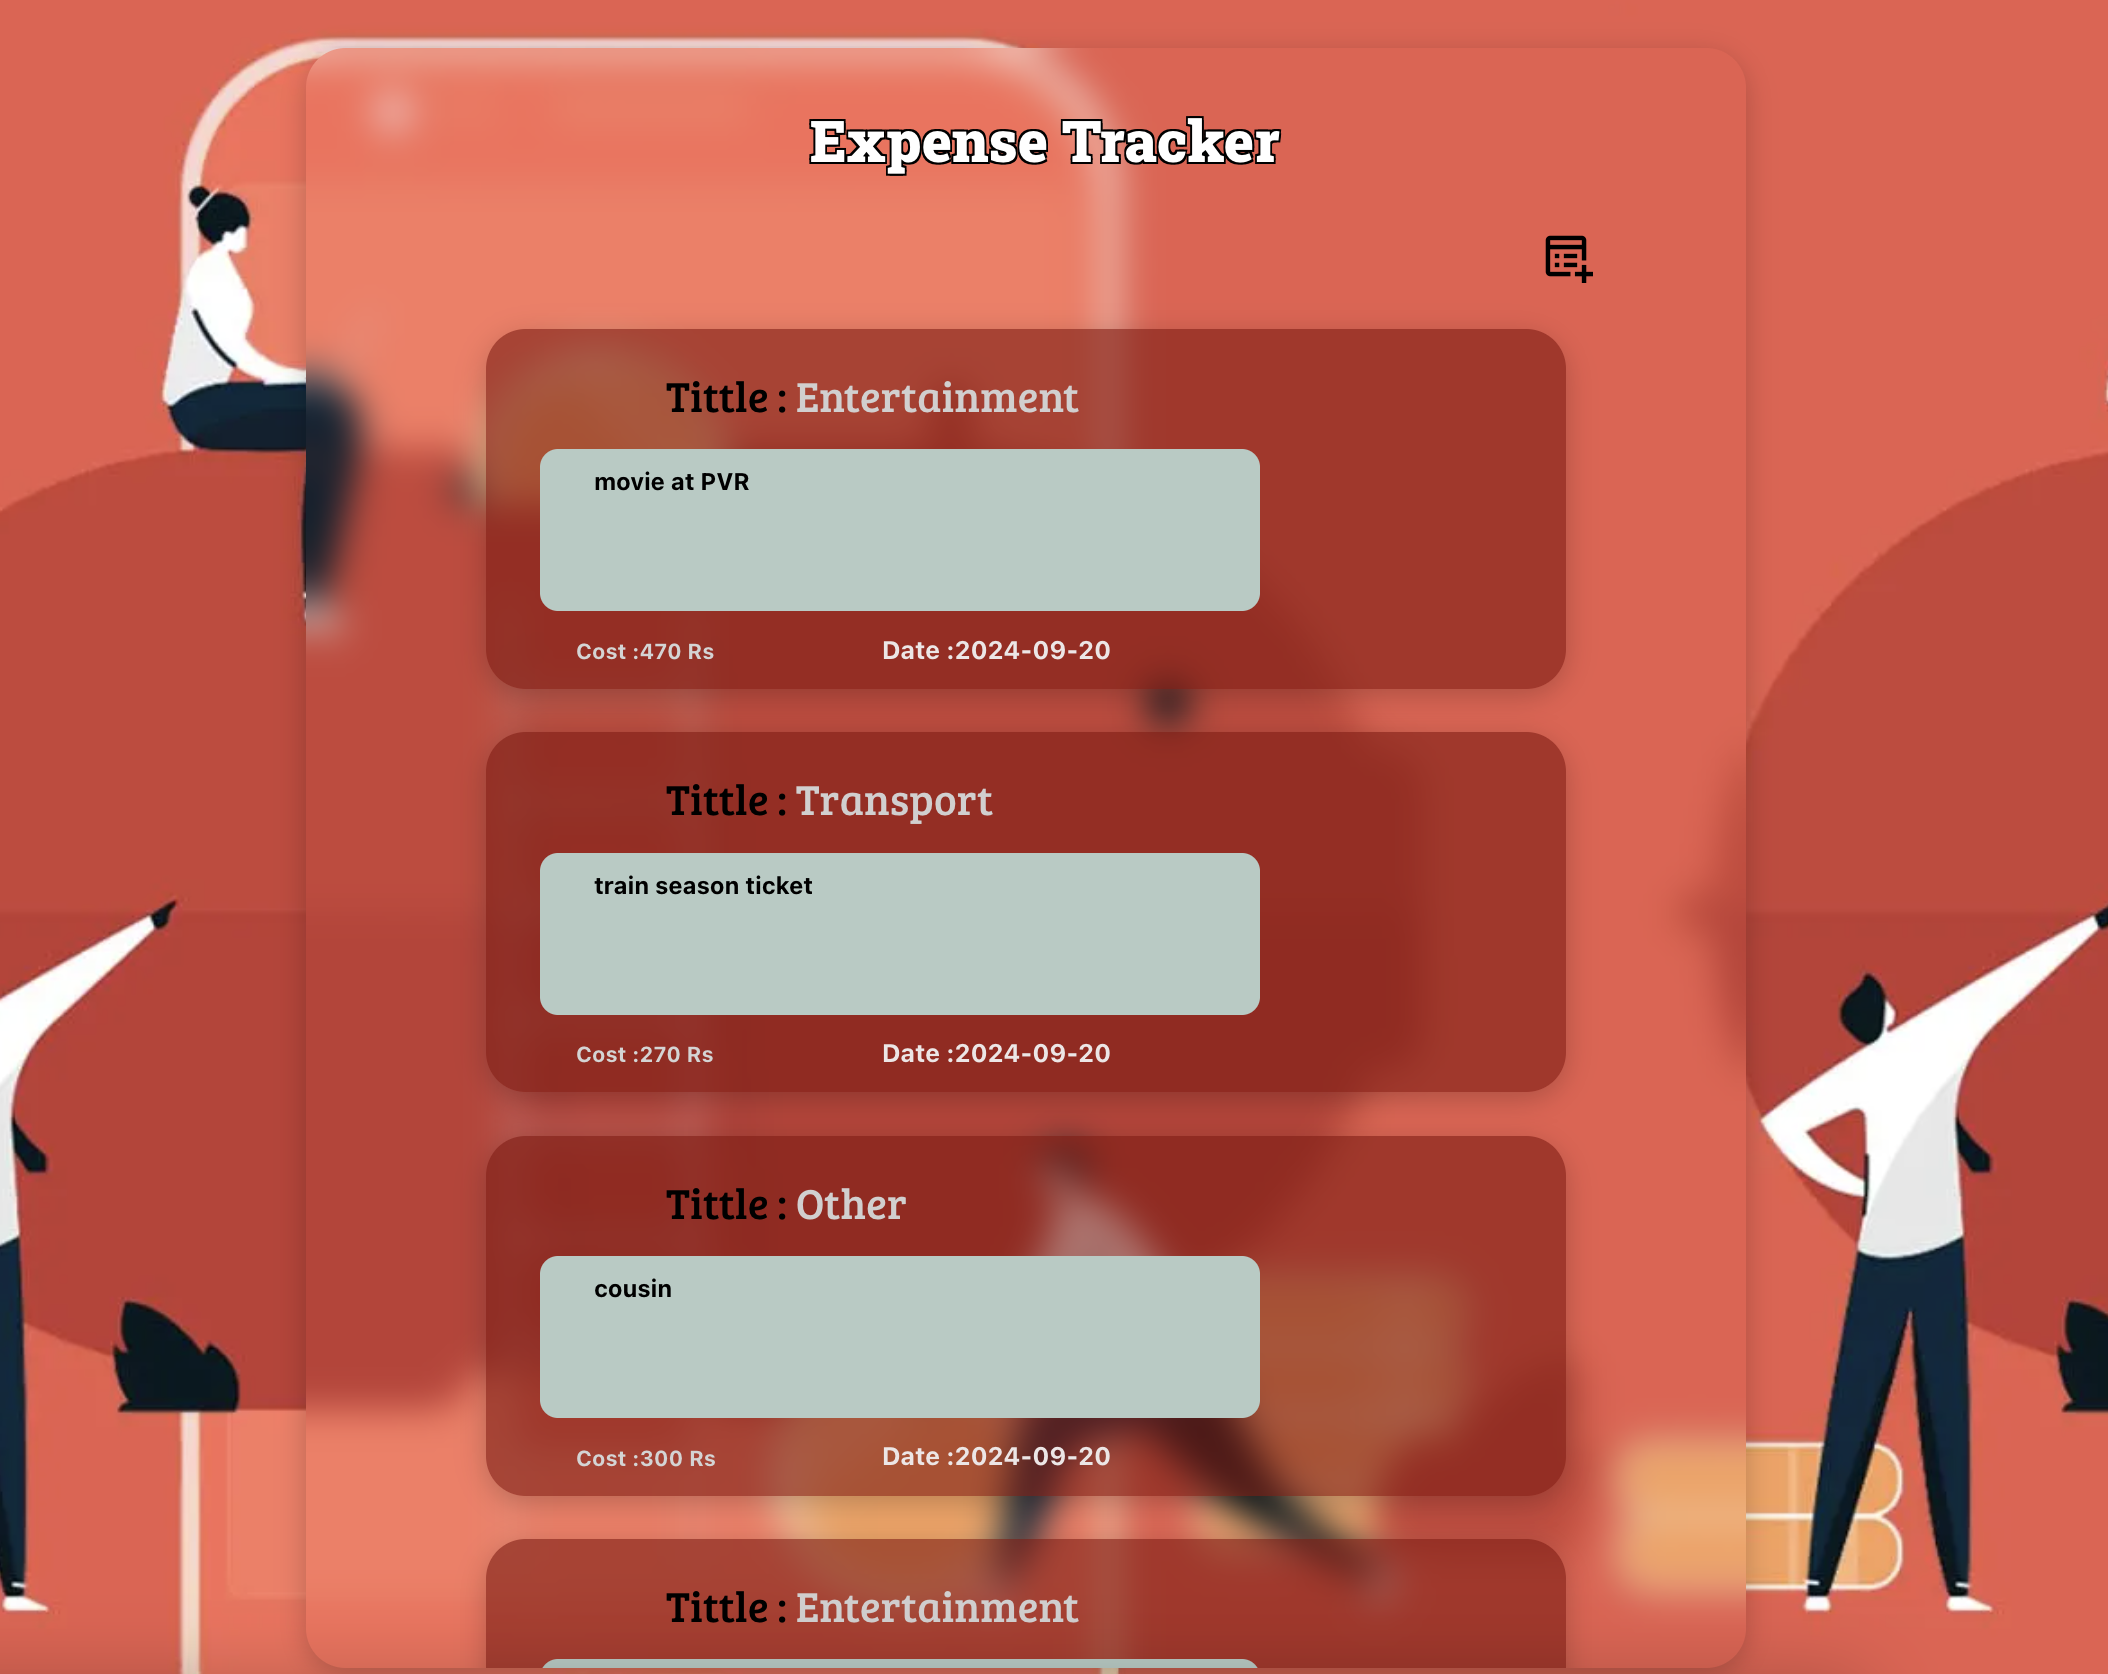 Expense Tracker
Tittle : Entertainment
movie at PVR
Cost :470 Rs Date :2024-09-20
Tittle : Transport
train season ticket
Cost :270 Rs Date :2024-09-20
Tittle : Other
cousin
Cost :300 Rs Date :2024-09-20
Tittle : Entertainment